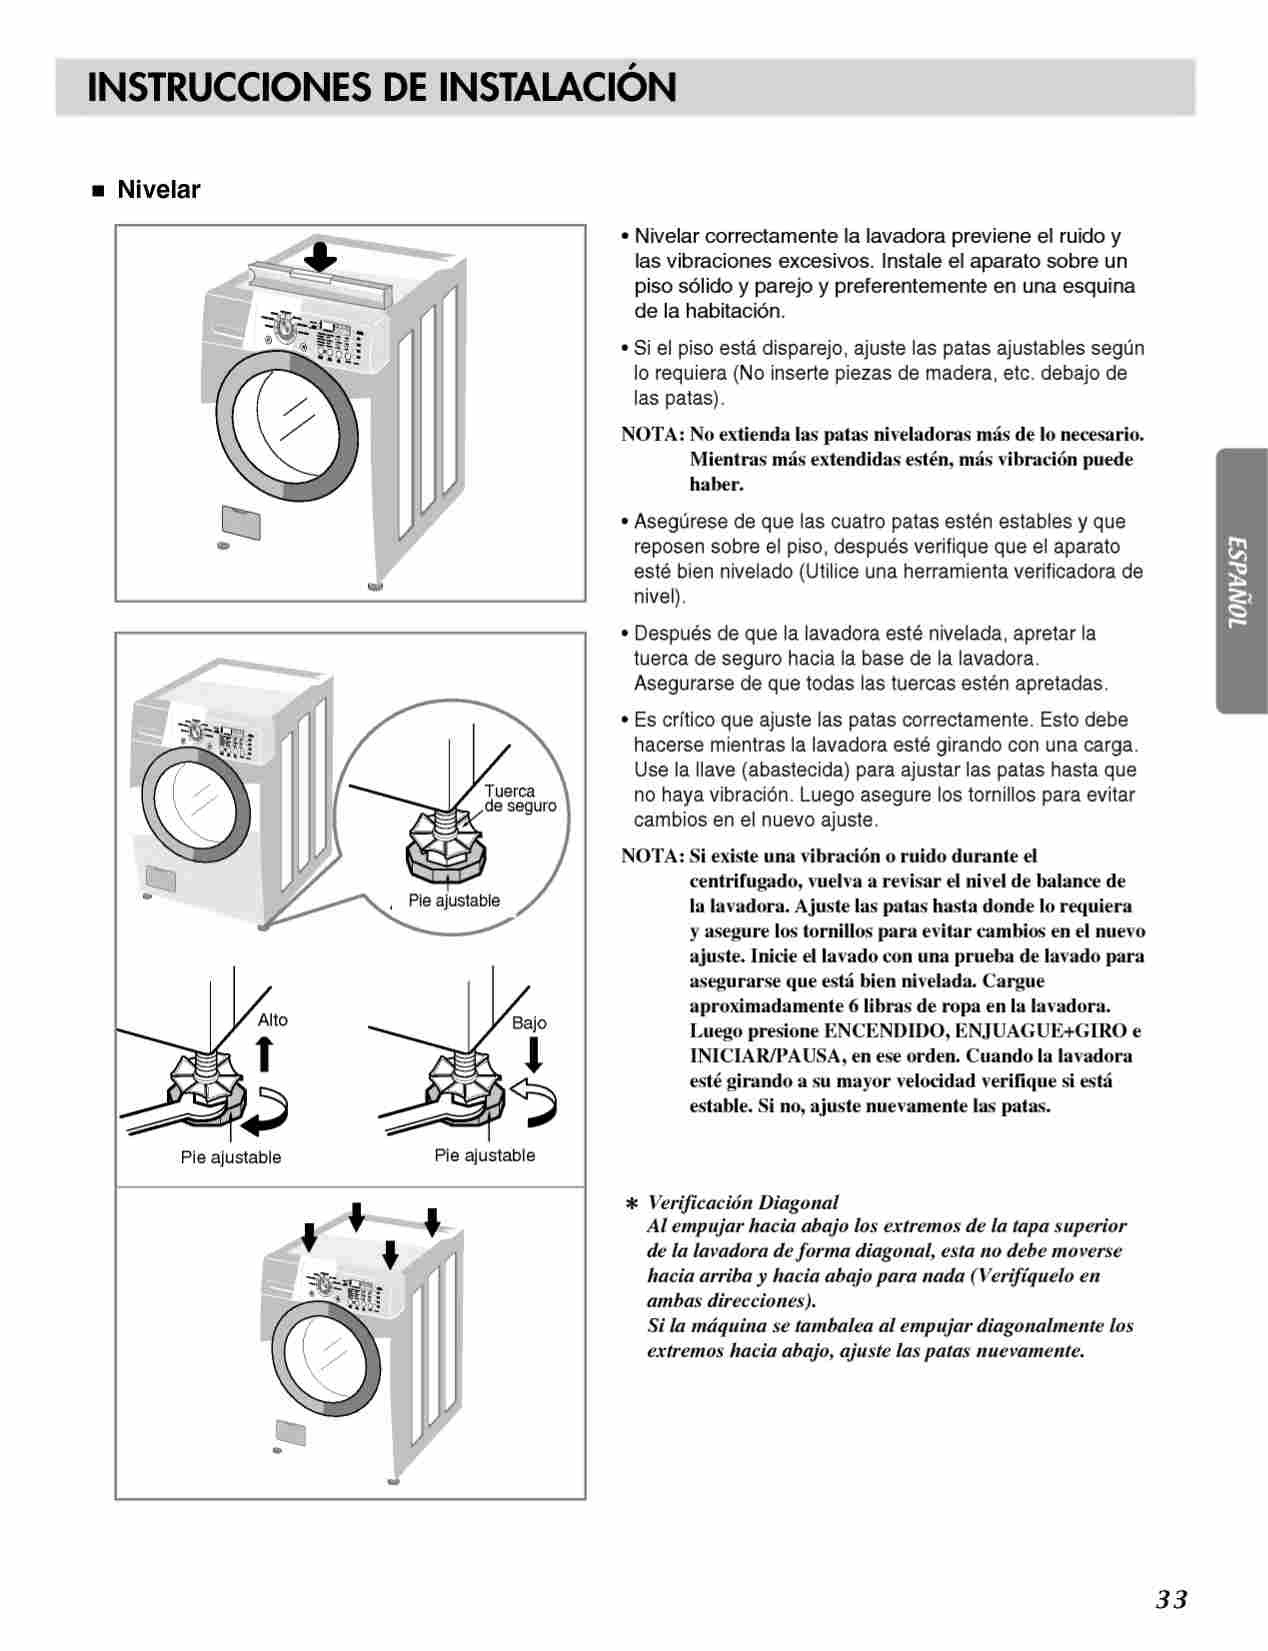 INSTRUCCIONES DE INSTALACIÓN
■ Nivelar
• Nivelar correctamente la lavadora previene el ruido y
las vibraciones excesivos. Instale el aparato sobre un
piso sólido y parejo y preferentemente en una esquina
de la habitación.
• Si el piso está disparejo, ajuste las patas ajustables según
lo requiera (No inserte piezas de madera, etc. debajo de
las patas).
NOTA: No extienda las patas niveladoras más de lo necesario.
Mientras más extendidas estén, más vibración puede
haber.
• Asegúrese de que las cuatro patas estén estables y que
reposen sobre el piso, después verifique que el aparato
esté bien nivelado (Utilice una herramienta verificadora de
nivel).
• Después de que la lavadora esté nivelada, apretar la
tuerca de seguro hacia la base de la lavadora.
Asegurarse de que todas las tuercas estén apretadas.
• Es crítico que ajuste las patas correctamente. Esto debe
hacerse mientras la lavadora esté girando con una carga.
Use la llave (abastecida) para ajustar las patas hasta que
no haya vibración. Luego asegure los tornillos para evitar
cambios en el nuevo ajuste.
NOTA: Si existe una vibración o ruido durante el
centrifugado, vuelva a revisar el nivel de balance de
la lavadora. Ajuste las patas hasta donde lo requiera
y asegure los tornillos para evitar cambios en el nuevo
ajuste. Inicie el lavado con una prueba de lavado para
asegurarse que está bien nivelada. Cargue
aproximadamente 6 libras de ropa en la lavadora.
Luego presione ENCENDIDO, ENJUAGUE+GIRO e
INICIAR/PAUSA, en ese orden. Cuando la lavadora
esté girando a su mayor velocidad verifique si está
estable. Si no, ajuste nuevamente las patas.
* Verificación Diagonal
Al empujar hacia abajo los extremos de la tapa superior
de la lavadora de forma diagonal, esta no debe moverse
hacia arriba y hacia abajo para nada (Verifíquelo en
ambas direcciones).
Si la máquina se tambalea al empujar diagonalmente los
extremos hacia abajo, ajuste las patas nuevamente.
Tuerca
de seguro
Pie ajustable
Alto
Bajo
Pie ajustable
Pie ajustable
ESPAÑOL
33